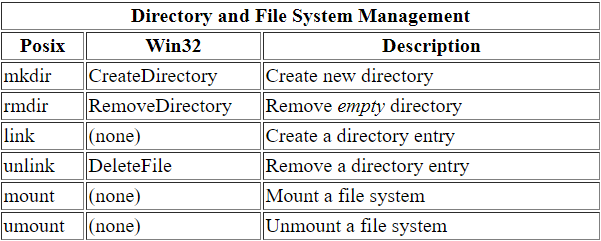 Directory and File System Management
Posix Win32 Description
mkdir CreateDirectory Create new directory
rmdir RemoveDirectory Remove empty directory
link (none) Create a directory entry
unlink DeleteFile Remove a directory entry
mount (none) Mount a file system
umount (none) Unmount a file system